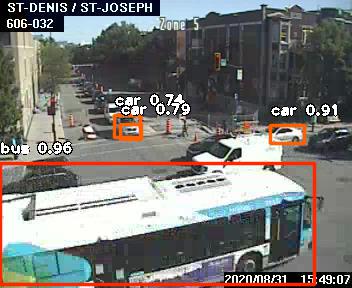 ST-DENIS / ST-JOSEPH
606-032
Zone 5
car 0.74
car 0.79
car 0.91
bus 0.96
2020/08/31 15:49:07